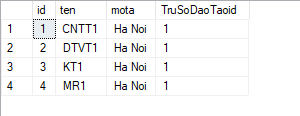 id ten mota TruSoDaoTaoid
1 1 CNTT1 Ha Noi 1
2 2 DTVT1 Ha Noi 1
3 3 KT1 Ha Noi 1
4 4 MR1 Ha Noi 1